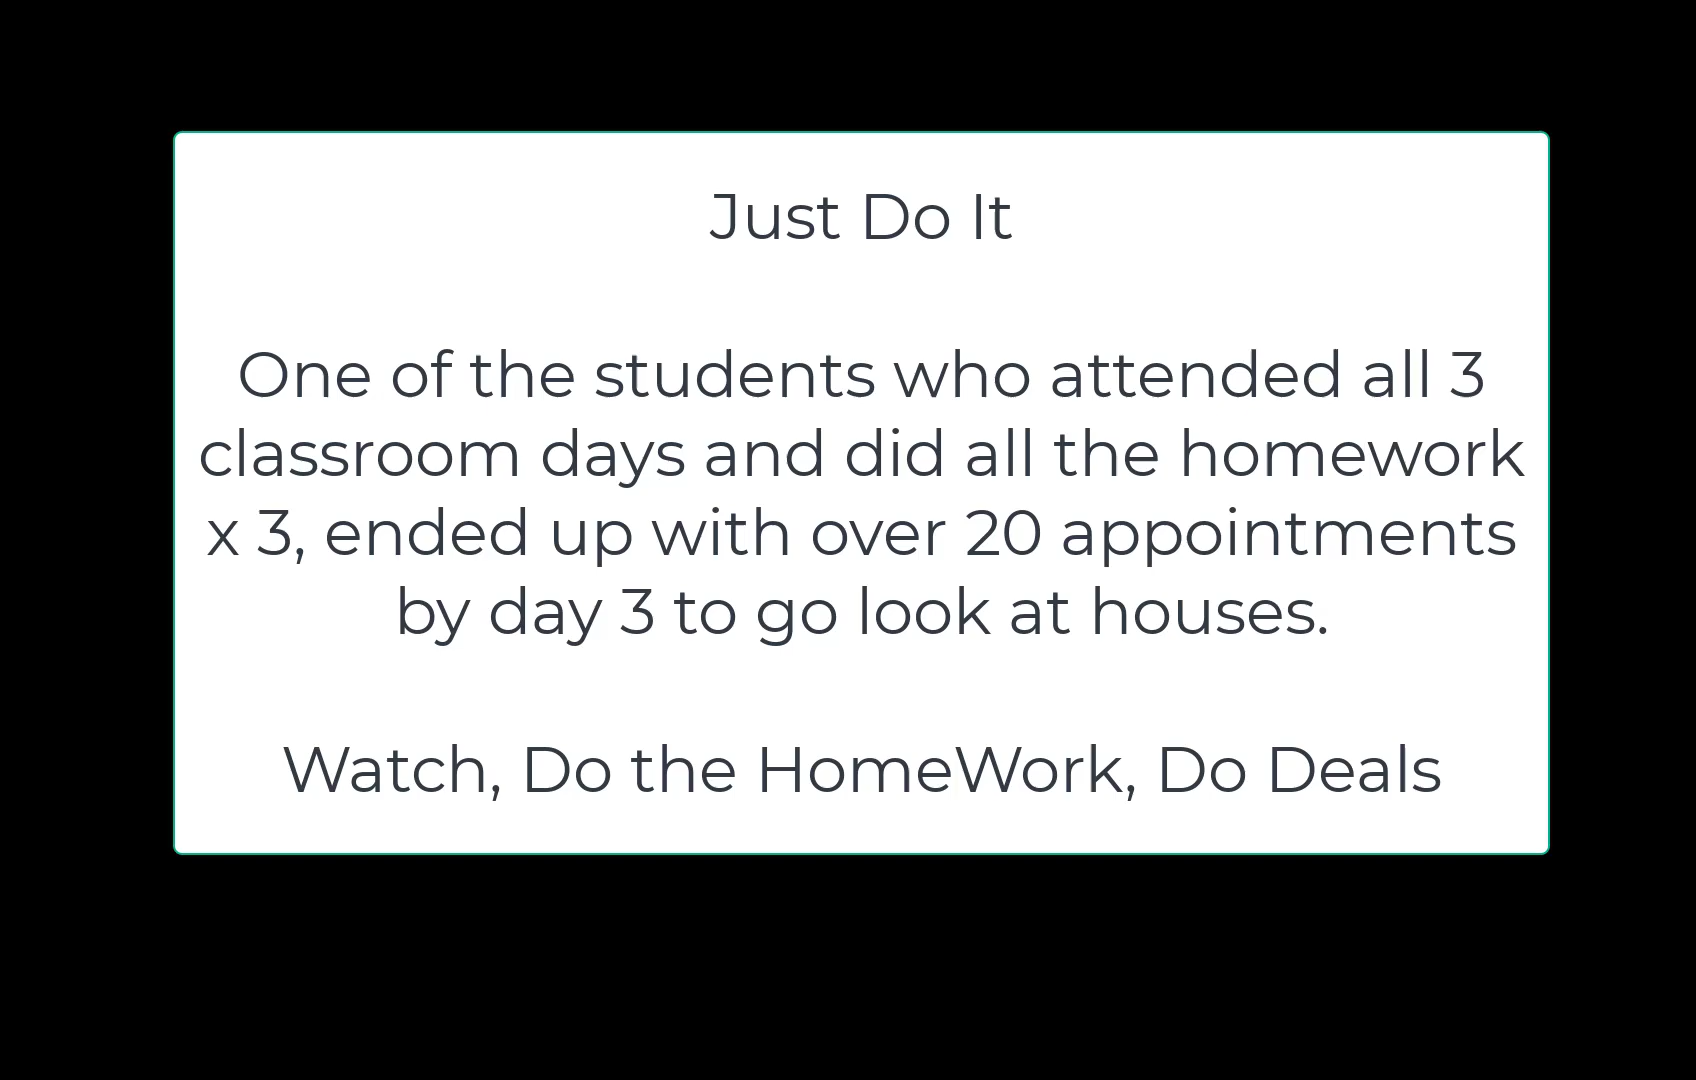 Just Do It
One of the students who attended all 3
classroom days and did all the homework
x 3, ended up with over 20 appointments
by day 3 to go look at houses.
Watch, Do the HomeWork, Do Deals